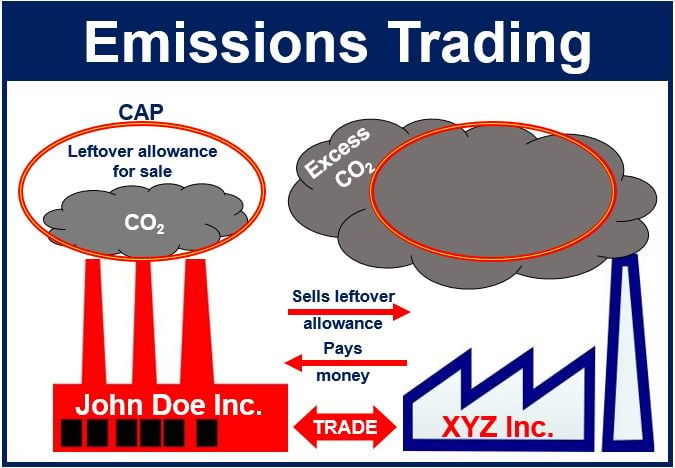 Emissions Trading
CAP
Leftover allowance
for sale
CO₂
Excess
CO₂
Sells leftover
allowance
Pays
money
John Doe Inc.
TRADE
XYZ Inc.